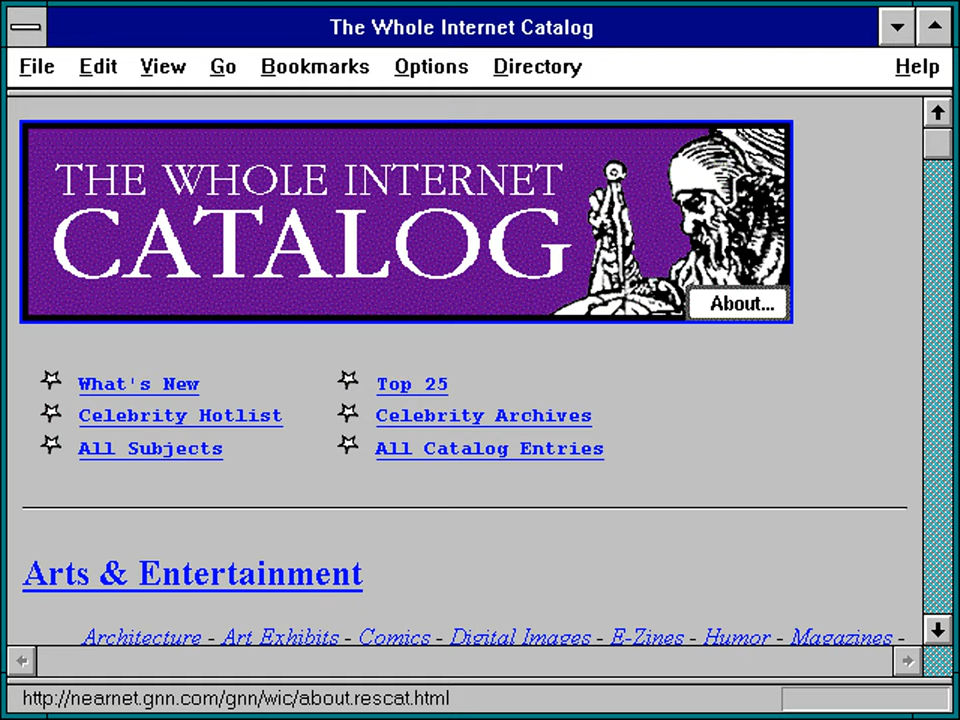 The Whole Internet Catalog
File Edit View Go Bookmarks Options Directory Help
THE WHOLE INTERNET
CATALOG
About...
What's New Top 25
Celebrity Hotlist Celebrity Archives
All Subjects All Catalog Entries
Arts & Entertainment
Architecture - Art Exhibits - Comics - Digital Images - E-Zines - Humor - Magazines -
http://nearnet.gnn.com/gnn/wic/about.rescat.html